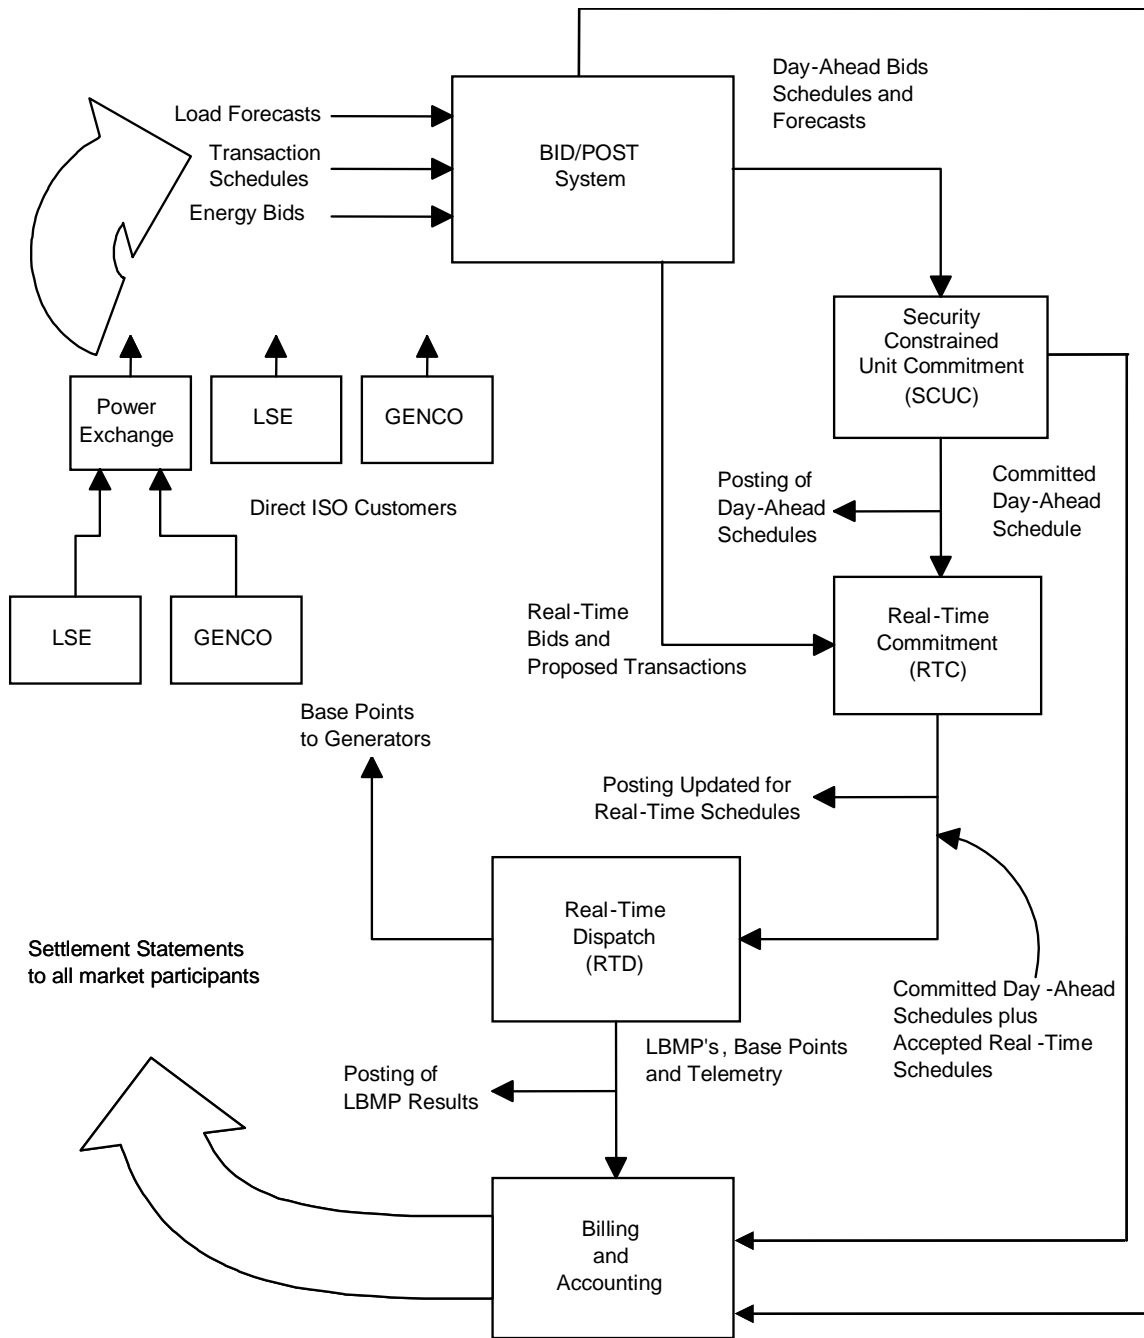 Day-Ahead Bids
Schedules and
Forecasts
Load Forecasts
Transaction
Schedules
Energy Bids
BID/POST
System
Security
Constrained
Unit Commitment
(SCUC)
Power
Exchange
LSE
GENCO
Direct ISO Customers
Posting of
Day-Ahead
Schedules
Committed
Day-Ahead
Schedule
LSE
GENCO
Real-Time
Bids and
Proposed Transactions
Real-Time
Commitment
(RTC)
Base Points
to Generators
Posting Updated for
Real-Time Schedules
Real-Time
Dispatch
(RTD)
Settlement Statements
to all market participants
Committed Day -Ahead
Schedules plus
Accepted Real -Time
Schedules
LBMP's, Base Points
and Telemetry
Posting of
LBMP Results
Billing
and
Accounting